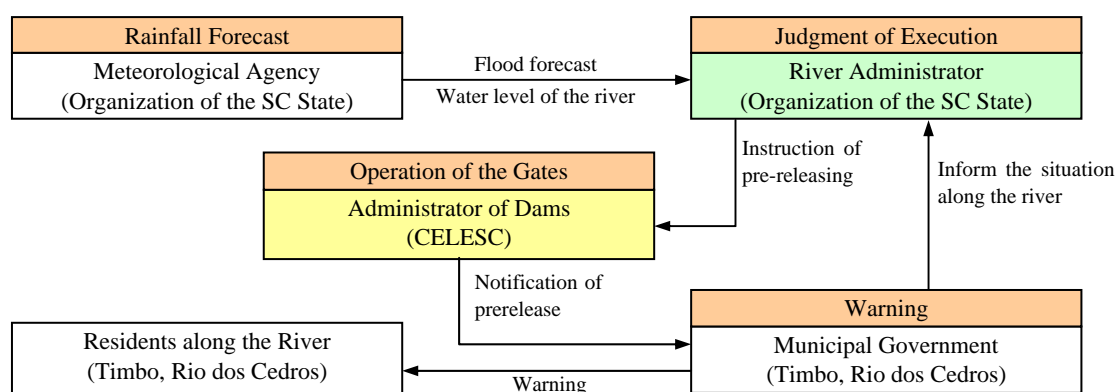 Rainfall Forecast
Meteorological Agency
(Organization of the SC State)
Flood forecast
Water level of the river
Judgment of Execution
River Administrator
(Organization of the SC State)
Instruction of
pre-releasing
Inform the situation
along the river
Operation of the Gates
Administrator of Dams
(CELESC)
Notification of
prerelease
Warning
Municipal Government
(Timbo, Rio dos Cedros)
Residents along the River
(Timbo, Rio dos Cedros)
Warning